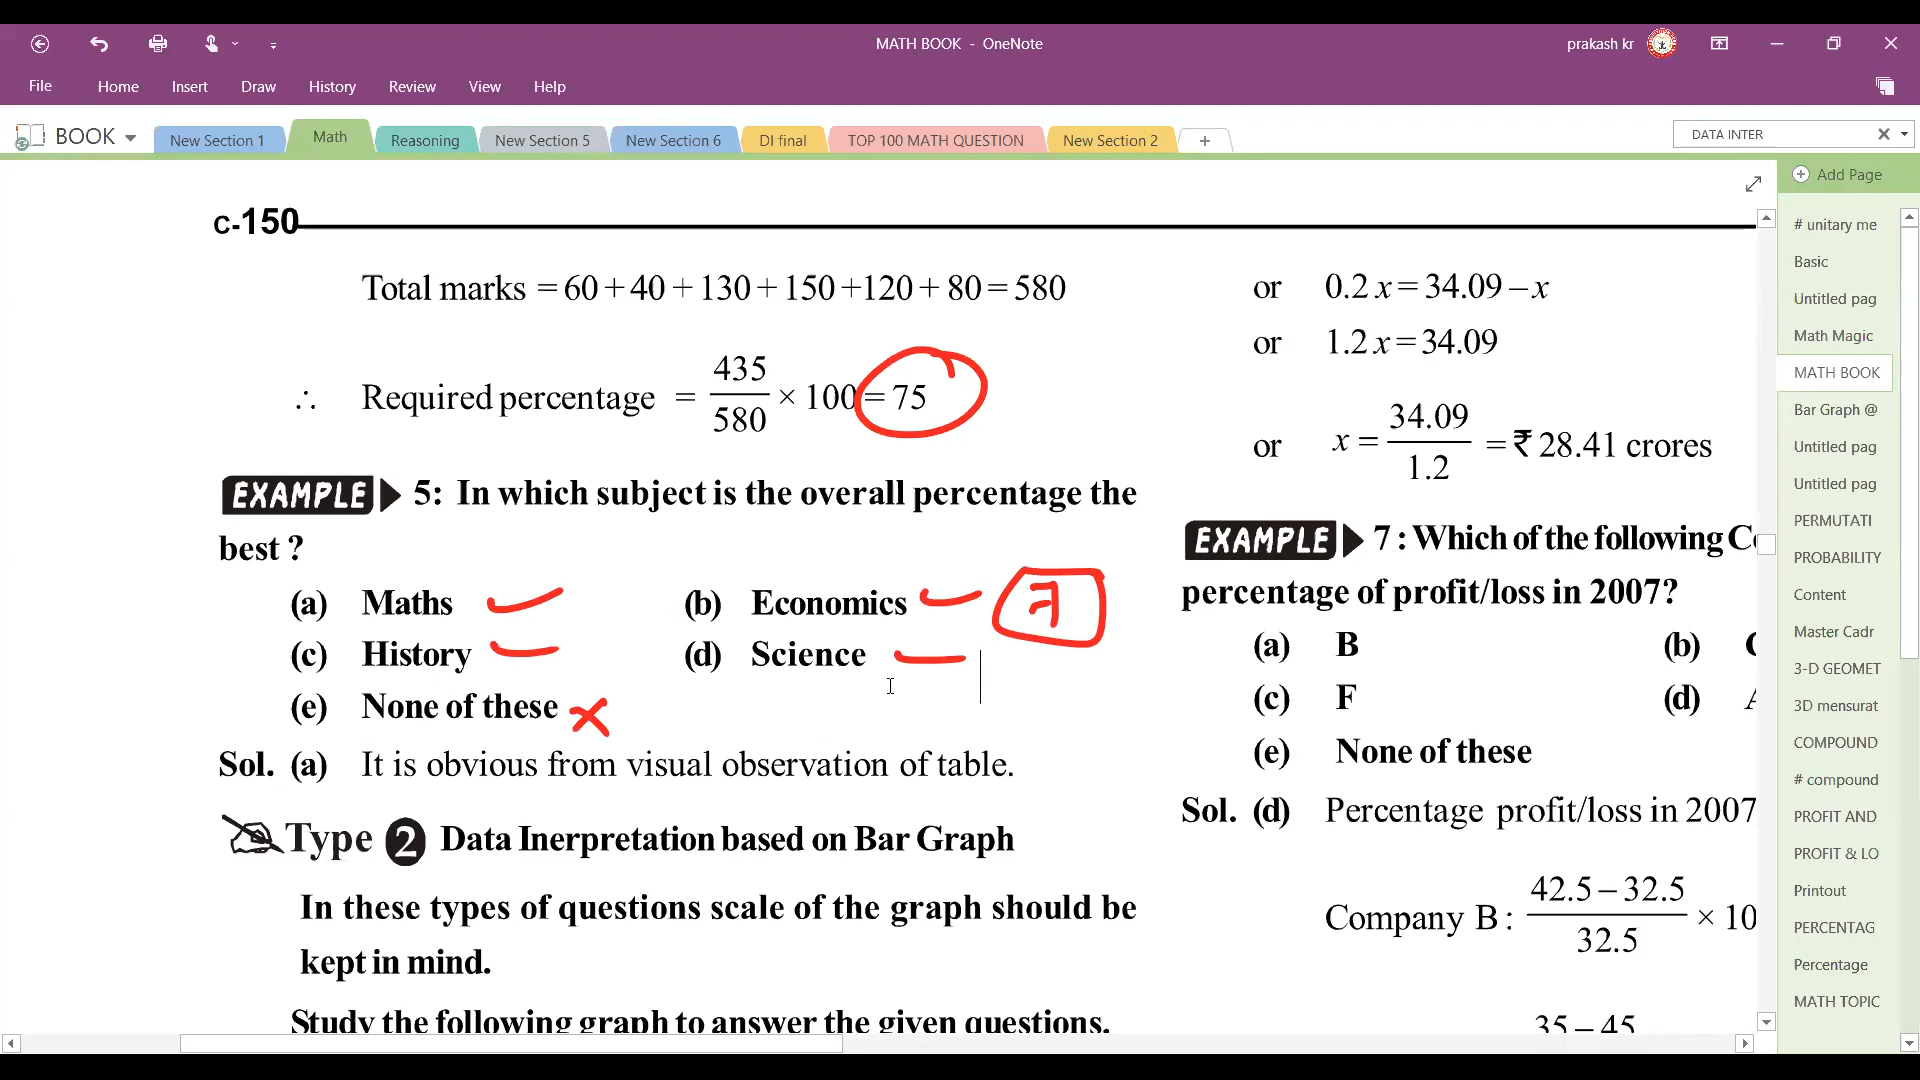 MATH BOOK - OneNote
prakash kr
File Home Insert Draw History Review View Help
BOOK New Section 1 Math Reasoning New Section 5 New Section 6 DI final TOP 100 MATH QUESTION New Section 2 +
DATA INTER
C-150
Total marks = 60 + 40 + 130 + 150 +120 + 80 = 580
∴ Required percentage = 435/580 × 100 = 75
EXAMPLE 5: In which subject is the overall percentage the
best ?
(a) Maths (b) Economics
(c) History (d) Science
(e) None of these
Sol. (a) It is obvious from visual observation of table.
Type 2 Data Inerpretation based on Bar Graph
In these types of questions scale of the graph should be
kept in mind.
Study the following graph to answer the given questions.
or 0.2 x = 34.09 – x
or 1.2 x = 34.09
or x = 34.09/1.2 = ₹ 28.41 crores
EXAMPLE 7 : Which of the following
percentage of profit/loss in 2007?
(a) B (b)
(c) F (d)
(e) None of these
Sol. (d) Percentage profit/loss in 2007
Company B : 42.5 – 32.5/32.5 × 10
35 – 45
Add Page
# unitary me
Basic
Untitled pag
Math Magic
MATH BOOK
Bar Graph @
Untitled pag
Untitled pag
PERMUTATI
PROBABILITY
Content
Master Cadr
3-D GEOMET
3D mensurat
COMPOUND
# compound
PROFIT AND
PROFIT & LO
Printout
PERCENTAG
Percentage
MATH TOPIC